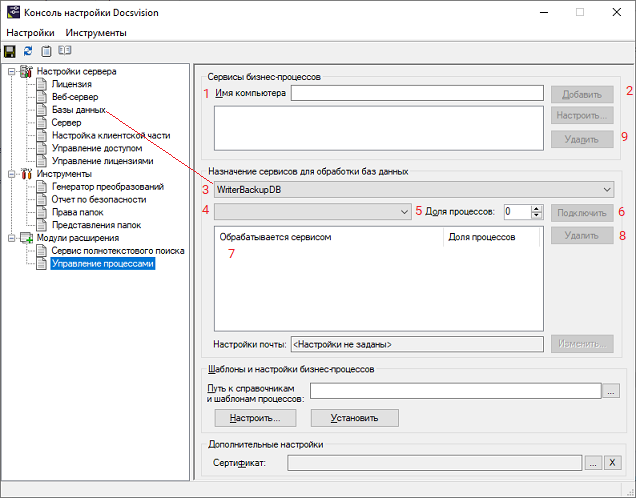 Консоль настройки Docsvision
Настройки Инструменты
Настройки сервера
Лицензия
Веб-сервер
Базы данных
Сервер
Настройка клиентской части
Управление доступом
Управление лицензиями
Инструменты
Генератор преобразований
Отчет по безопасности
Права папок
Представления папок
Модули расширения
Сервис полнотекстового поиска
Управление процессами
Сервисы бизнес-процессов
1 Имя компьютера Добавить 2
Настроить...
Удалить 9
Назначение сервисов для обработки баз данных
3 WriterBackupDB
4 5 Доля процессов: 0 Подключить 6
Обрабатывается сервисом Доля процессов Удалить 8
7
Настройки почты: <Настройки не заданы> Изменить...
Шаблоны и настройки бизнес-процессов
Путь к справочникам
и шаблонам процессов: ...
Настроить... Установить
Дополнительные настройки
Сертификат: ... X